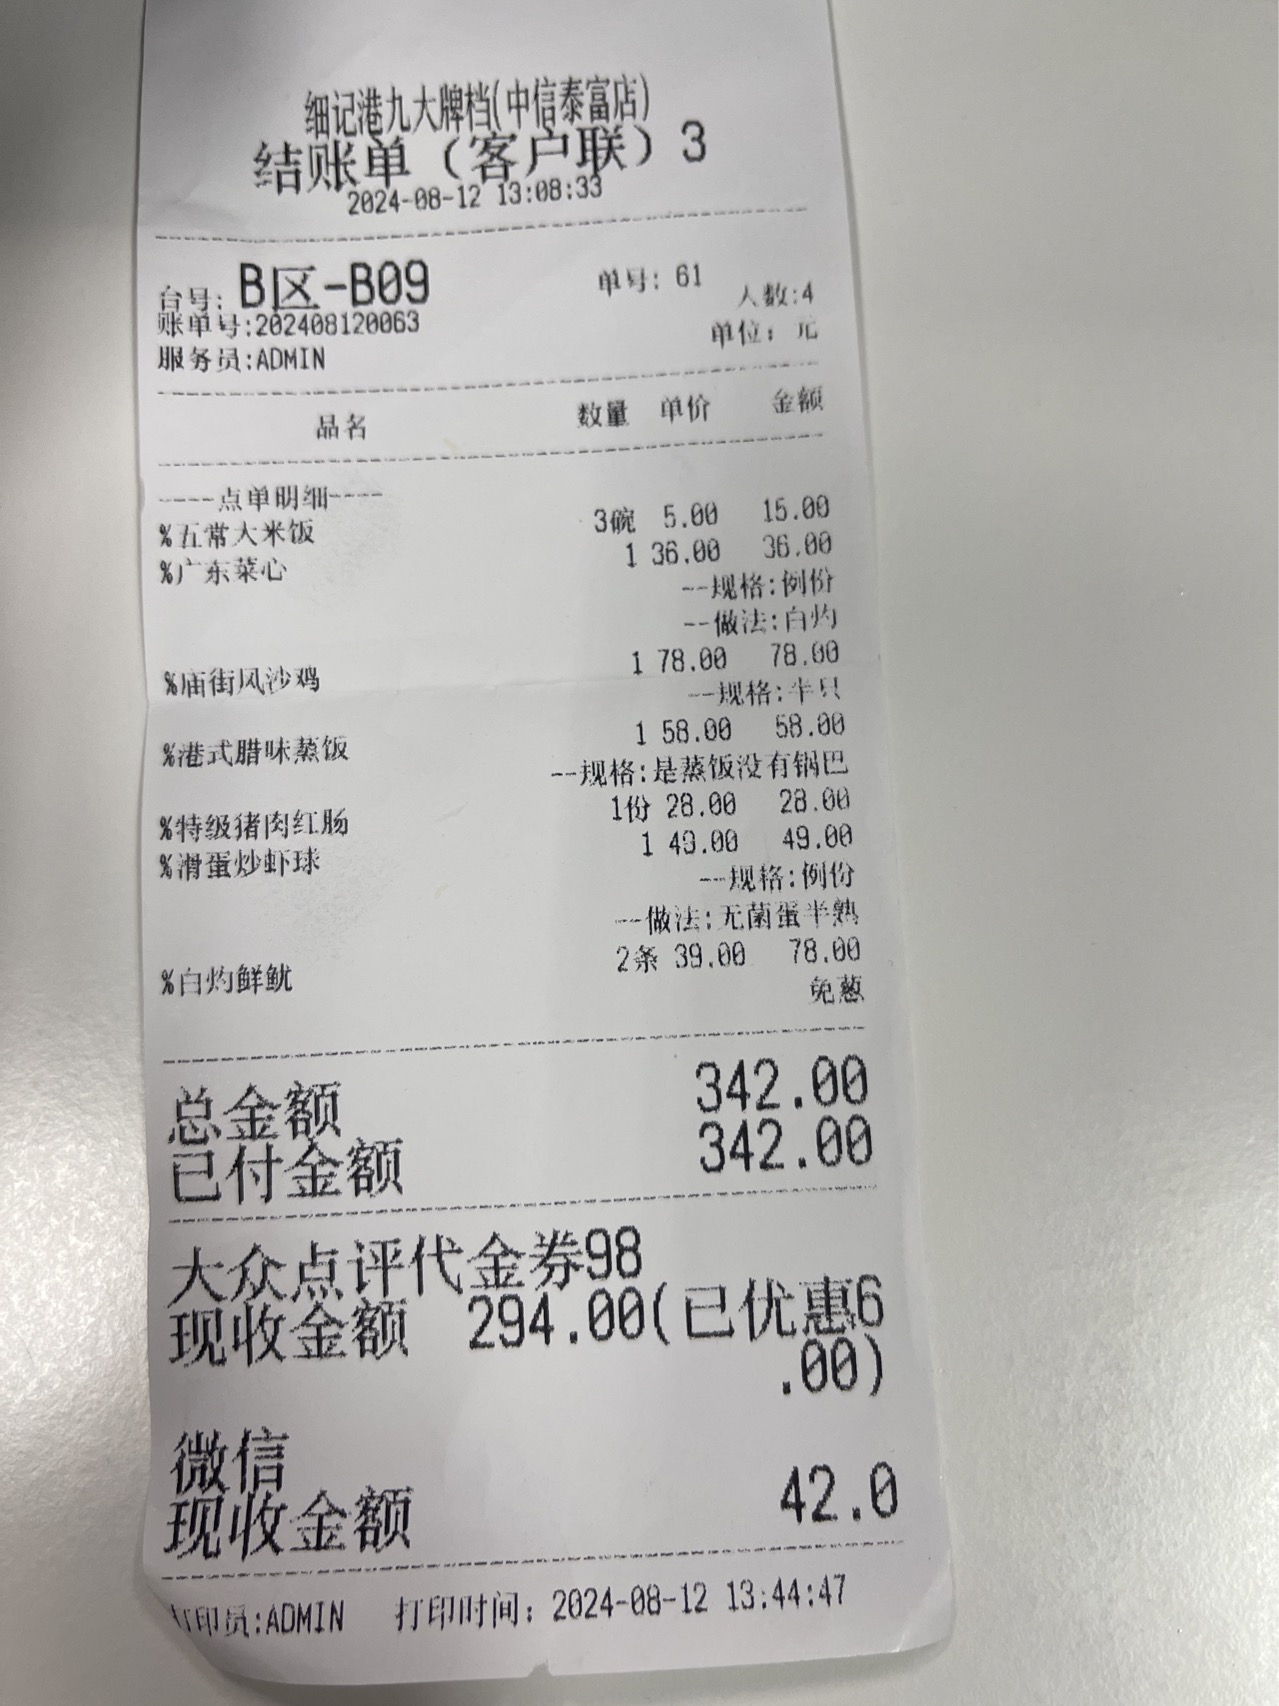 细记港九大牌档(中信泰富店)
结账单（客户联）3
2024-08-12 13:08:33
台号: B区-B09 单号: 61
人数:4
账单号:202408120063
单位: 元
服务员:ADMIN
品名 数量 单价 金额
----点单明细----
%五常大米饭 3碗 5.00 15.00
%广东菜心 1 36.00 36.00
--规格:例份
--做法:白灼
%庙街风沙鸡 1 78.00 78.00
--规格:半只
%港式腊味蒸饭 1 58.00 58.00
--规格:是蒸饭没有锅巴
%特级猪肉红肠 1份 28.00 28.00
%滑蛋炒虾球 1 49.00 49.00
--规格:例份
--做法:无菌蛋半熟
%白灼鲜鱿 2条 39.00 78.00
免葱
总金额 342.00
已付金额 342.00
大众点评代金券98
现收金额 294.00(已优惠6
.00)
微信
现收金额 42.0
打印员:ADMIN 打印时间: 2024-08-12 13:44:47